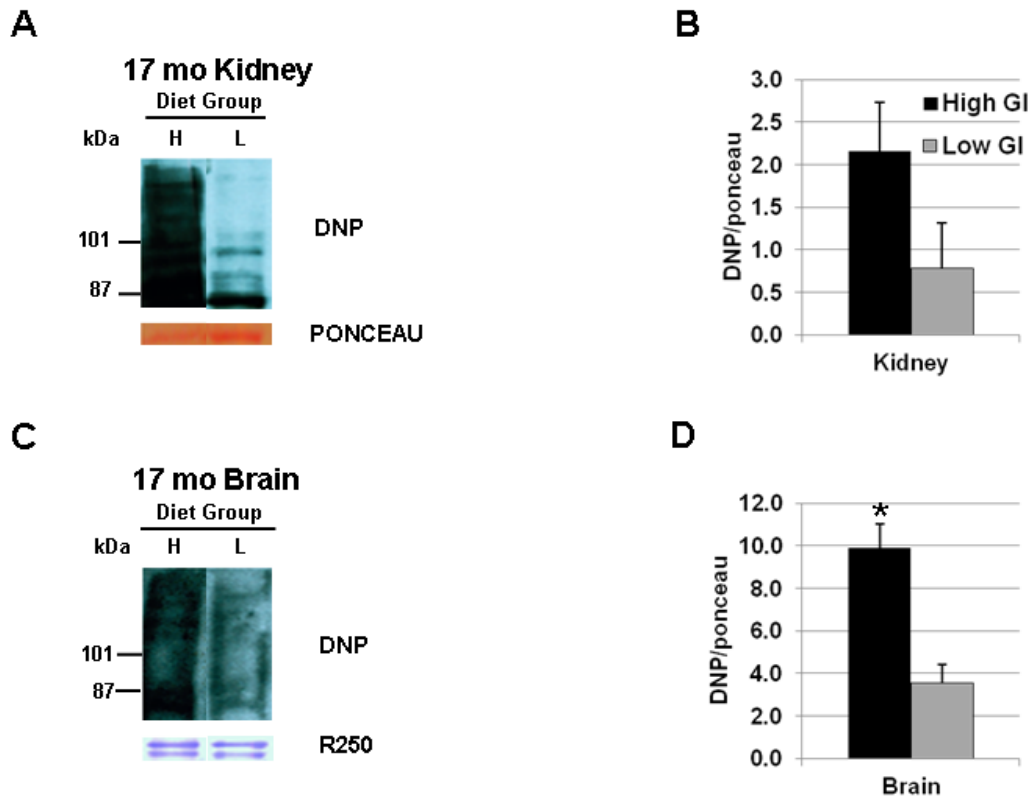 A
17 mo Kidney
Diet Group
kDa H L
101
87
DNP
PONCEAU
B
3.0
2.5
2.0
1.5
1.0
0.5
0.0
DNP/ponceau
High GI
Low GI
Kidney
C
17 mo Brain
Diet Group
kDa H L
101
87
DNP
R250
D
12.0
10.0
8.0
6.0
4.0
2.0
0.0
DNP/ponceau
*
Brain